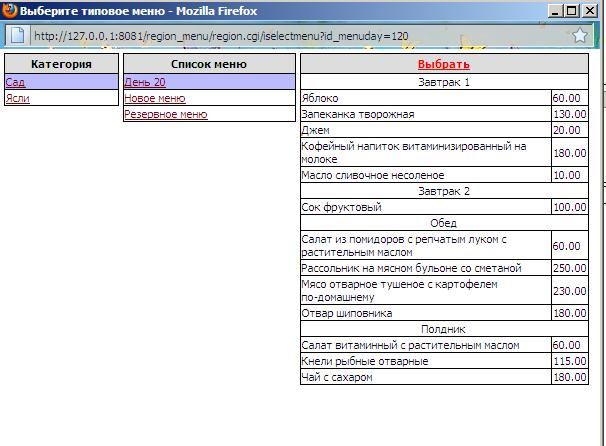 Выберите типовое меню - Mozilla Firefox
http://127.0.0.1:8081/region_menu/region.cgi/iselectmenu?id_menuday=120
Категория
Сад
Ясли
Список меню
День 20
Новое меню
Резервное меню
Выбрать
Завтрак 1
Яблоко 60.00
Запеканка творожная 130.00
Джем 20.00
Кофейный напиток витаминизированный на
молоке 180.00
Масло сливочное несоленое 10.00
Завтрак 2
Сок фруктовый 100.00
Обед
Салат из помидоров с репчатым луком с
растительным маслом 60.00
Рассольник на мясном бульоне со сметаной 250.00
Мясо отварное тушеное с картофелем
по-домашнему 230.00
Отвар шиповника 180.00
Полдник
Салат витаминный с растительным маслом 60.00
Кнели рыбные отварные 115.00
Чай с сахаром 180.00